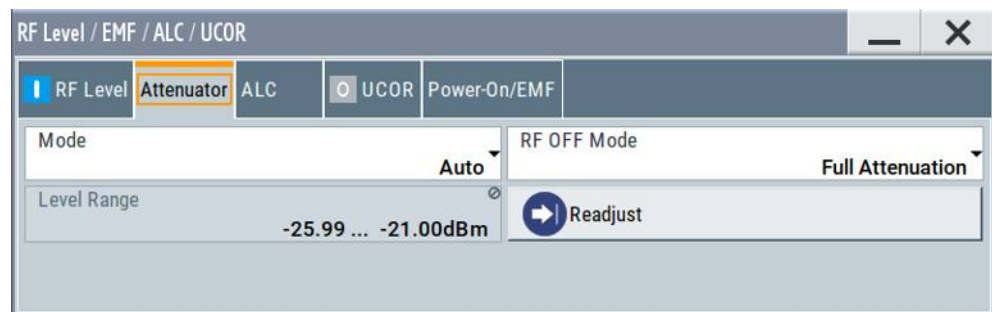 RF Level / EMF / ALC / UCOR
RF Level Attenuator ALC O UCOR Power-On/EMF
Mode
Auto
RF OFF Mode
Full Attenuation
Level Range
-25.99 ... -21.00dBm
Readjust